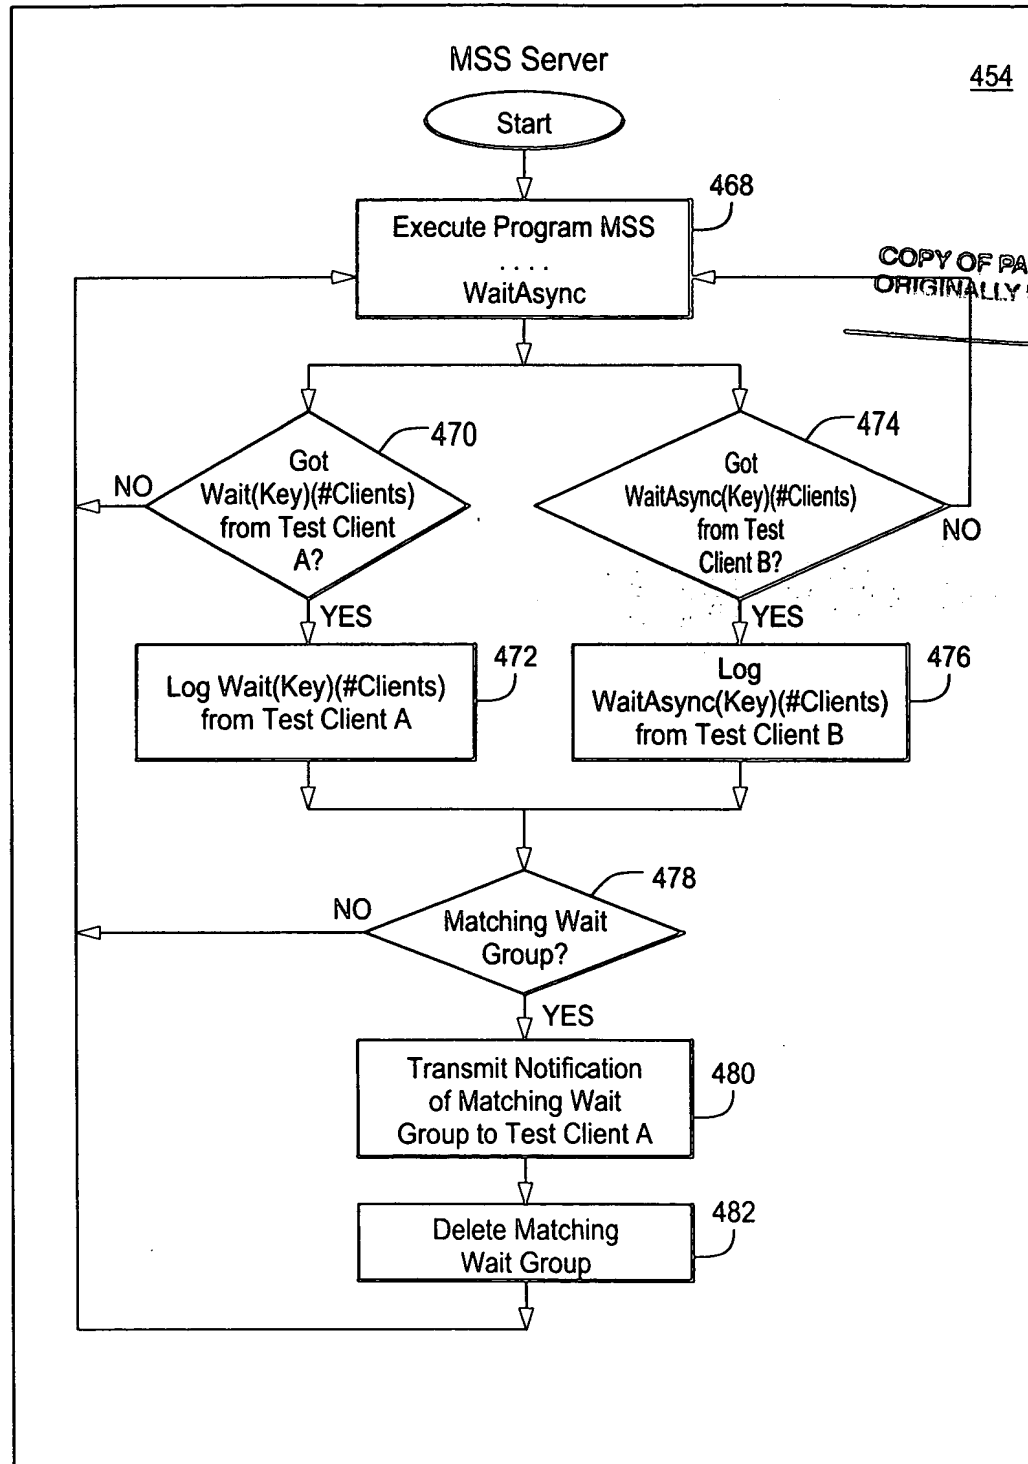 MSS Server
454
Start
468
Execute Program MSS
. . . .
WaitAsync
COPY OF PA
ORIGINALLY
470
Got
Wait(Key)(#Clients)
from Test Client
A?
NO
YES
474
Got
WaitAsync(Key)(#Clients)
from Test
Client B?
NO
YES
472
Log Wait(Key)(#Clients)
from Test Client A
476
Log
WaitAsync(Key)(#Clients)
from Test Client B
478
NO
Matching Wait
Group?
YES
480
Transmit Notification
of Matching Wait
Group to Test Client A
482
Delete Matching
Wait Group